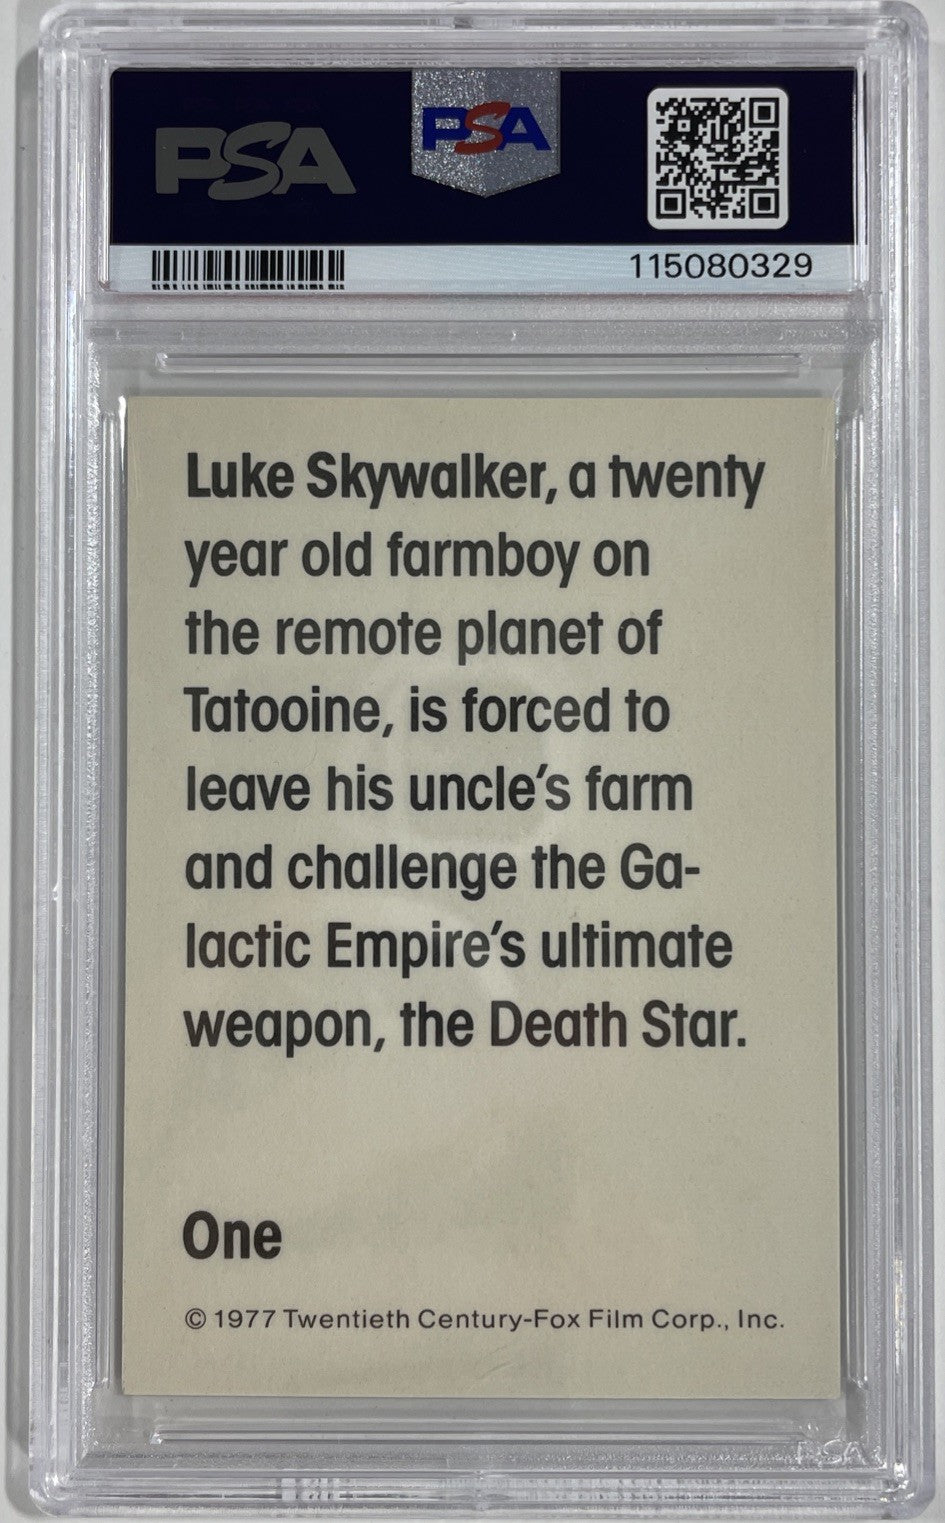 PSA PSA
115080329
Luke Skywalker, a twenty
year old farmboy on
the remote planet of
Tatooine, is forced to
leave his uncle's farm
and challenge the Ga-
lactic Empire's ultimate
weapon, the Death Star.
One
© 1977 Twentieth Century-Fox Film Corp., Inc.
PSA